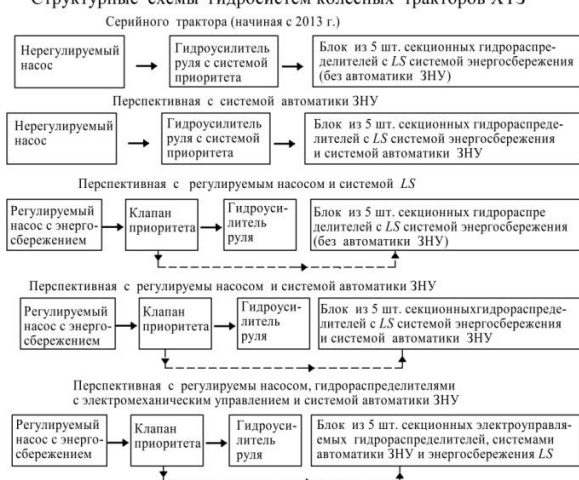 Структурные схемы гидросистем колесных тракторов ХТЗ
Серийного трактора (начиная с 2013 г.)
Нерегулируемый
насос
Гидроусилитель
руля с системой
приоритета
Блок из 5 шт. секционных гидрораспре-
делителей с LS системой энергосбережения
(без автоматики ЗНУ)
Перспективная с системой автоматики ЗНУ
Нерегулируемый
насос
Гидроусилитель
руля с системой
приоритета
Блок из 5 шт. секционных гидрораспреде-
лителей с LS системой энергосбережения
и системой автоматики ЗНУ
Перспективная с регулируемым насосом и системой LS
Регулируемый
насос с энерго-
сбережением
Клапан
приоритета
Гидроуси-
литель
руля
Блок из 5 шт. секционных гидрораспре
делителей с LS системой энергосбережения
(без автоматики ЗНУ)
Перспективная с регулируемы насосом и системой автоматики ЗНУ
Регулируемый
насос с энерго-
сбережением
Клапан
приоритета
Гидроуси-
литель
руля
Блок из 5 шт. секционныхгидрораспреде-
лителей с LS системой энергосбережения
и системой автоматики ЗНУ
Перспективная с регулируемы насосом, гидрораспределителями
с электромеханическим управлением и системой автоматики ЗНУ
Регулируемый
насос с энерго-
сбережением
Клапан
приоритета
Гидроуси-
литель
руля
Блок из 5 шт. секционных электроуправля-
емых гидрораспределителей, системами
автоматики ЗНУ и энергосбережения LS